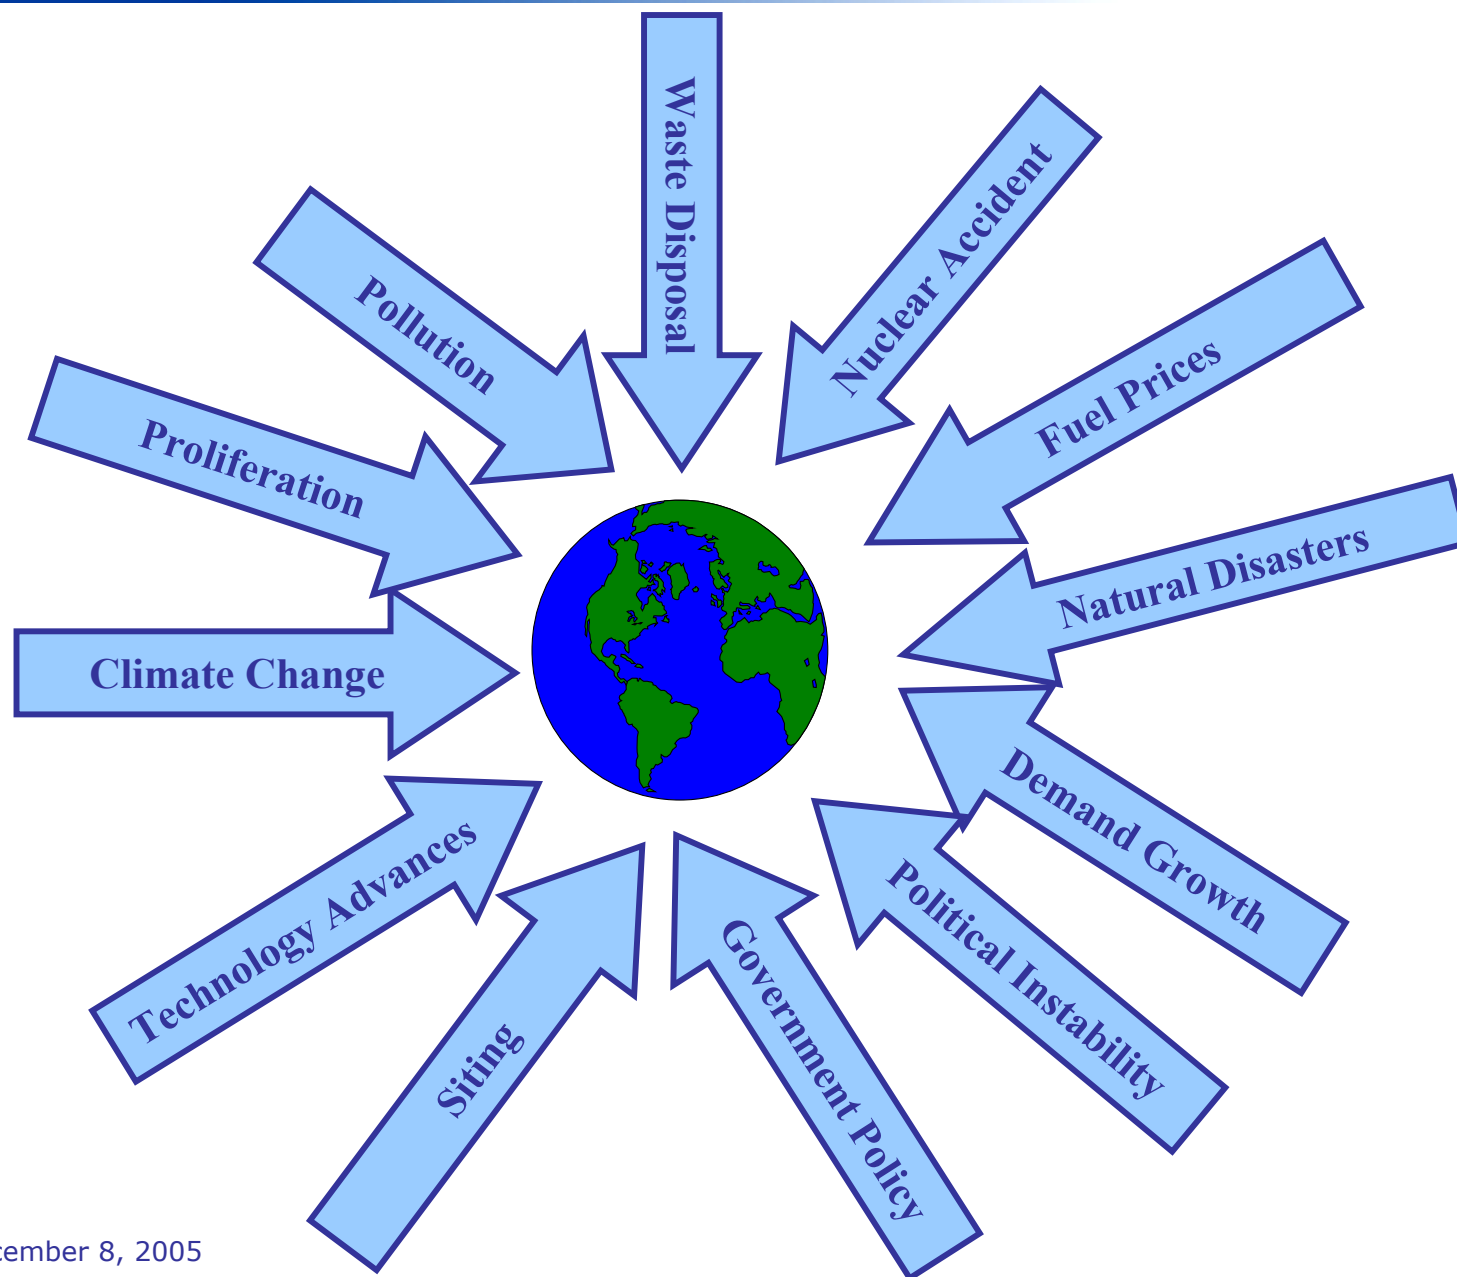 Waste Disposal
Nuclear Accident
Pollution
Fuel Prices
Proliferation
Natural Disasters
Climate Change
Demand Growth
Technology Advances
Political Instability
Siting
Government Policy
cember 8, 2005